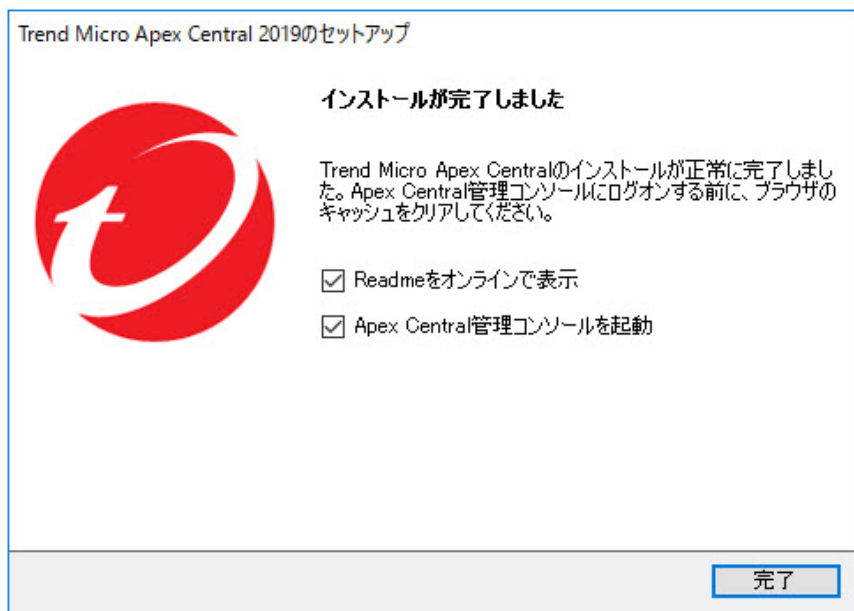 Trend Micro Apex Central 2019のセットアップ
インストールが完了しました
Trend Micro Apex Centralのインストールが正常に完了しまし
た。Apex Central管理コンソールにログオンする前に、ブラウザの
キャッシュをクリアしてください。
Readmeをオンラインで表示
Apex Central管理コンソールを起動
完了